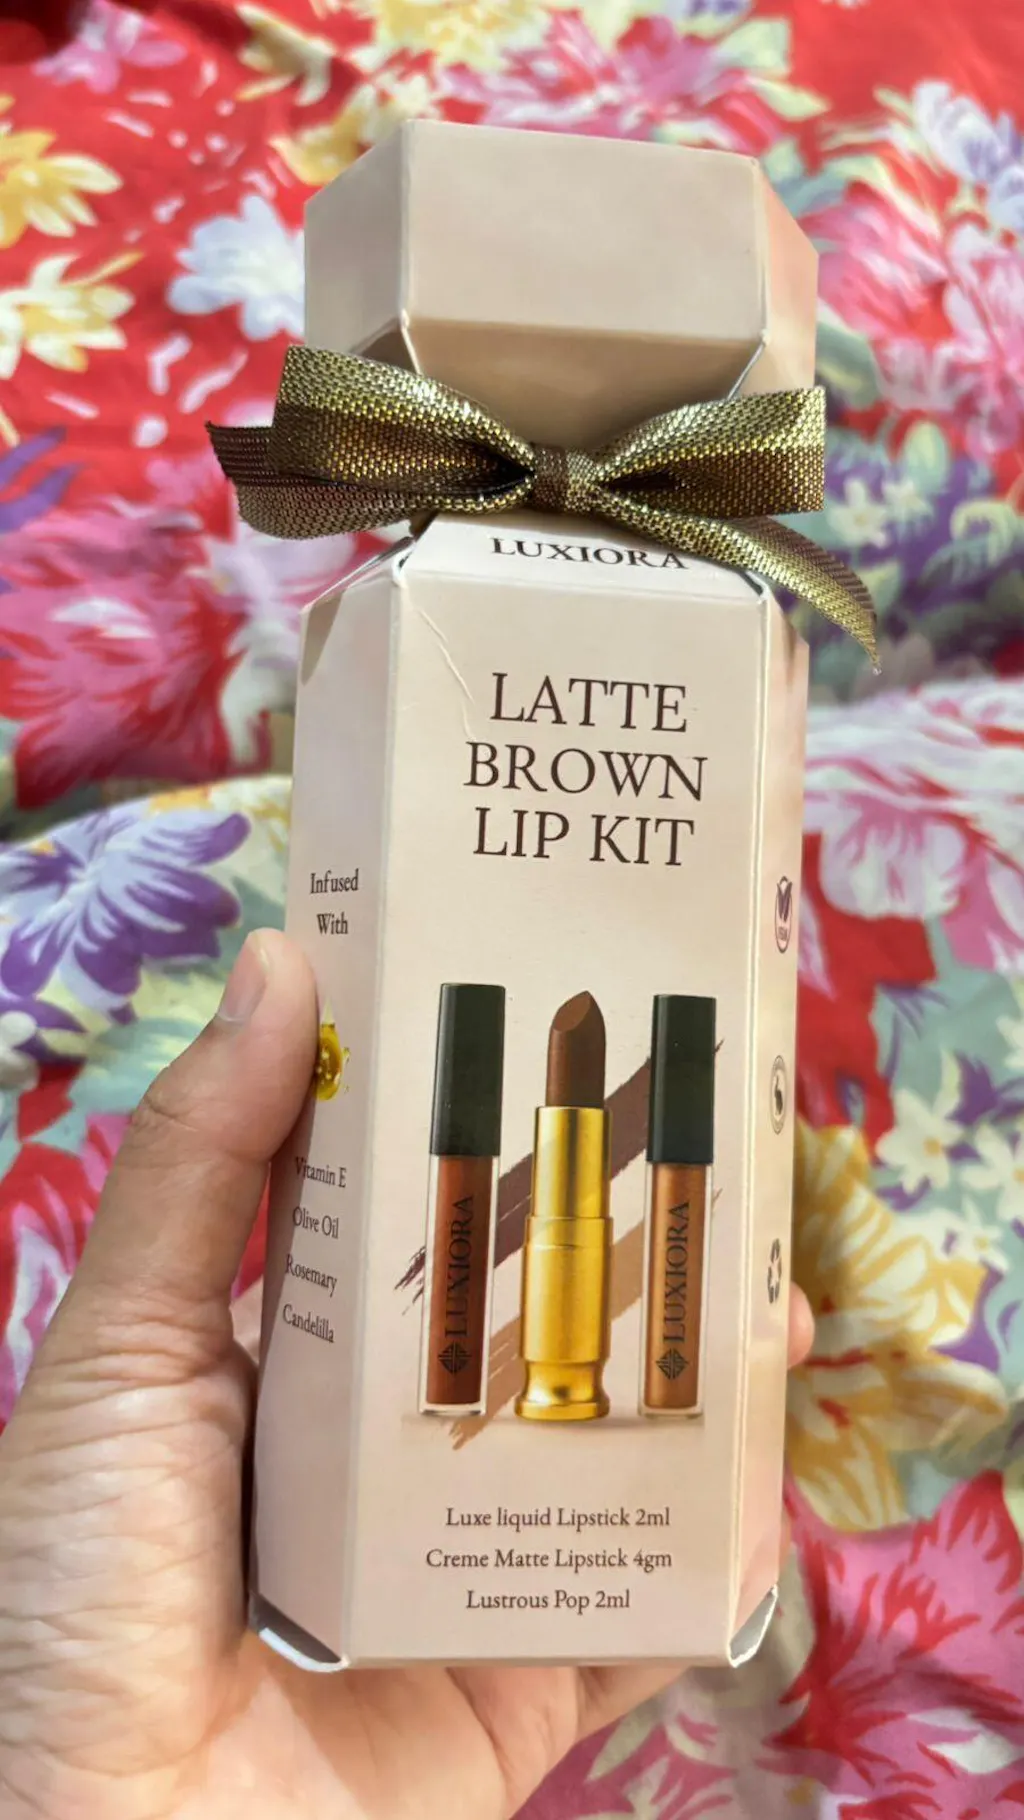 LUXIORA
LATTE
BROWN
LIP KIT
Infused
With
Vitamin E
Olive Oil
Rosemary
Candelilla
LUXIORA
LUXIORA
Luxe liquid Lipstick 2ml
Creme Matte Lipstick 4gm
Lustrous Pop 2ml